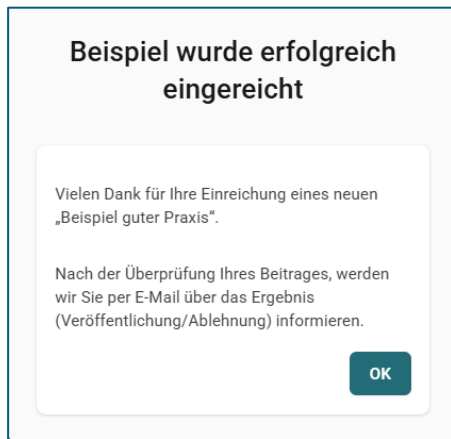 Beispiel wurde erfolgreich
eingereicht
Vielen Dank für Ihre Einreichung eines neuen
„Beispiel guter Praxis“.
Nach der Überprüfung Ihres Beitrages, werden
wir Sie per E-Mail über das Ergebnis
(Veröffentlichung/Ablehnung) informieren.
OK